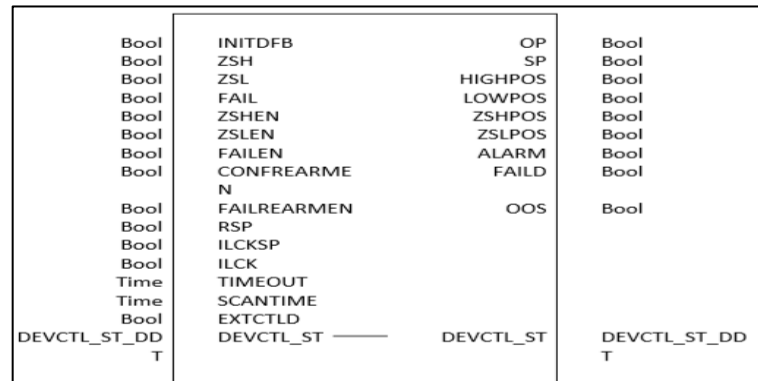 Bool INITDFB OP Bool
Bool ZSH SP Bool
Bool ZSL HIGHPOS Bool
Bool FAIL LOWPOS Bool
Bool ZSHEN ZSHPOS Bool
Bool ZSLEN ZSLPOS Bool
Bool FAILEN ALARM Bool
Bool CONFREARME FAILD Bool
N
Bool FAILREARMEN OOS Bool
Bool RSP
Bool ILCKSP
Bool ILCK
Time TIMEOUT
Time SCANTIME
Bool EXTCTLD
DEVCTL_ST_DD DEVCTL_ST DEVCTL_ST DEVCTL_ST_DD
T T